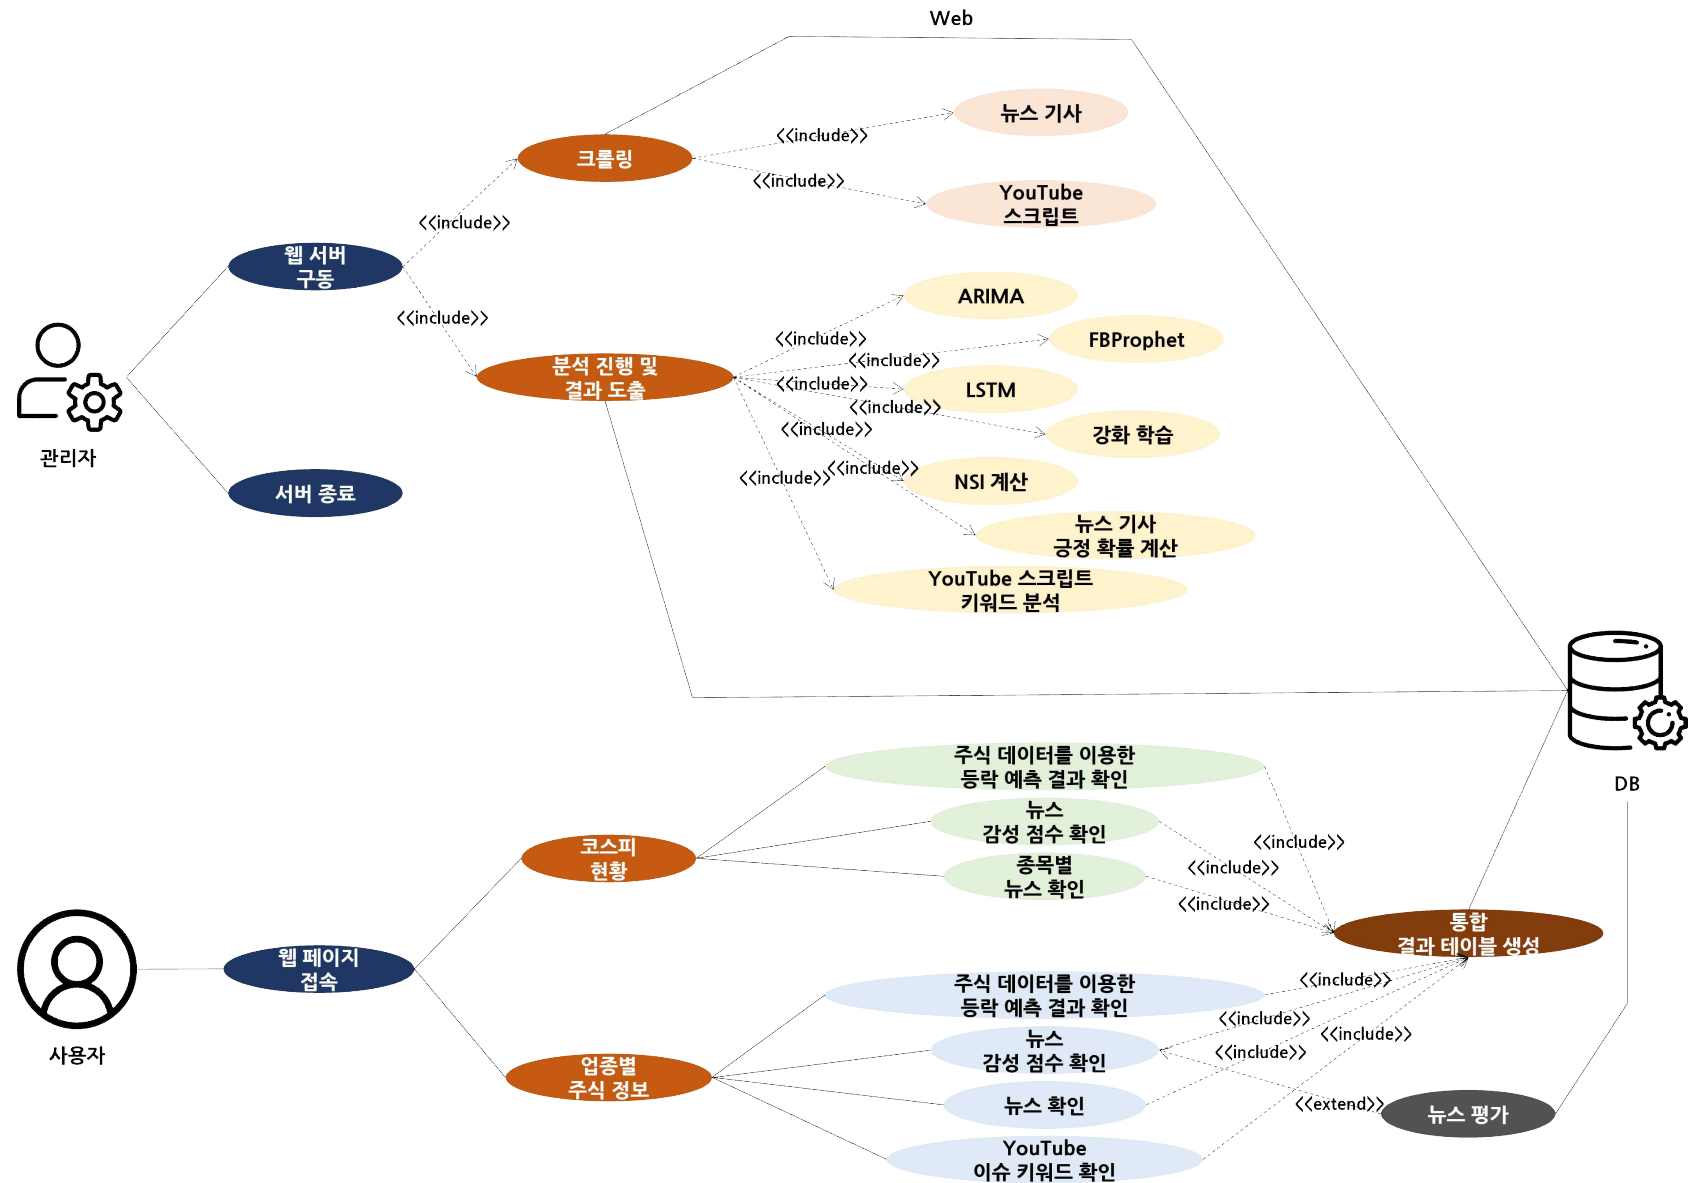 Web
뉴스 기사
<<include>>
크롤링
<<include>>
YouTube
스크립트
<<include>>
웹 서버
구동
ARIMA
<<include>>
<<include>>
FBProphet
<<include>>
분석 진행 및
결과 도출
<<include>>
LSTM
<<include>>
강화 학습
<<include>>
관리자
<<include>>
<<include>>
NSI 계산
서버 종료
뉴스 기사
긍정 확률 계산
YouTube 스크립트
키워드 분석
주식 데이터를 이용한
등락 예측 결과 확인
DB
뉴스
감성 점수 확인
<<include>>
코스피
현황
종목별
뉴스 확인
<<include>>
<<include>>
통합
결과 테이블 생성
웹 페이지
접속
주식 데이터를 이용한
등락 예측 결과 확인
<<include>>
<<include>>
<<include>>
뉴스
감성 점수 확인
<<include>>
사용자
업종별
주식 정보
뉴스 확인
<<extend>>
뉴스 평가
YouTube
이슈 키워드 확인